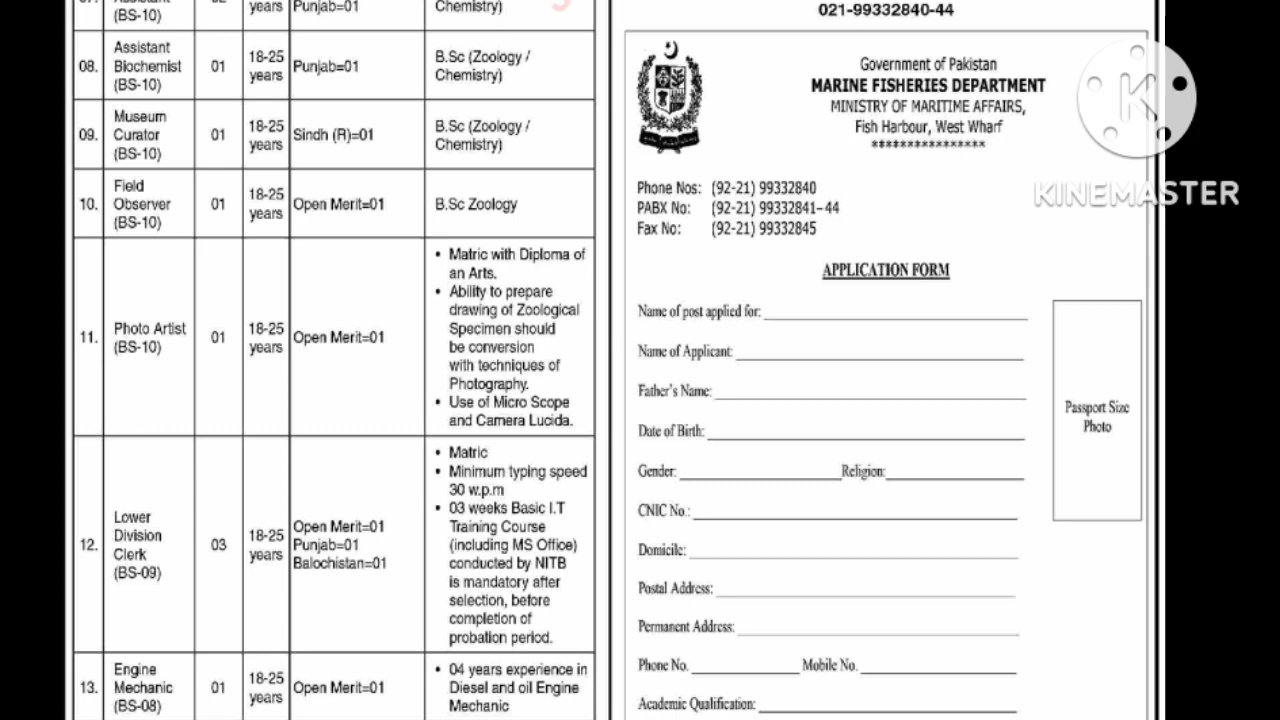 Assistant
(BS-10)
02
years
Punjab=01
Chemistry)
08.
Assistant
Biochemist
(BS-10)
01
18-25
years
Punjab=01
B.Sc (Zoology /
Chemistry)
09.
Museum
Curator
(BS-10)
01
18-25
years
Sindh (R)=01
B.Sc (Zoology /
Chemistry)
10.
Field
Observer
(BS-10)
01
18-25
years
Open Merit=01
B.Sc Zoology
11.
Photo Artist
(BS-10)
01
18-25
years
Open Merit=01
• Matric with Diploma of
an Arts.
• Ability to prepare
drawing of Zoological
Specimen should
be conversion
with techniques of
Photography.
• Use of Micro Scope
and Camera Lucida.
12.
Lower
Division
Clerk
(BS-09)
03
18-25
years
Open Merit=01
Punjab=01
Balochistan=01
• Matric
• Minimum typing speed
30 w.p.m
• 03 weeks Basic I.T
Training Course
(including MS Office)
conducted by NITB
is mandatory after
selection, before
completion of
probation period.
13.
Engine
Mechanic
(BS-08)
01
18-25
years
Open Merit=01
• 04 years experience in
Diesel and oil Engine
Mechanic
021-99332840-44
Government of Pakistan
MARINE FISHERIES DEPARTMENT
MINISTRY OF MARITIME AFFAIRS,
Fish Harbour, West Wharf
****************
Phone Nos: (92-21) 99332840
PABX No: (92-21) 99332841-44
Fax No: (92-21) 99332845
APPLICATION FORM
Name of post applied for:
Name of Applicant:
Father's Name:
Date of Birth:
Gender: Religion:
CNIC No.:
Domicile:
Postal Address:
Permanent Address:
Phone No. Mobile No.
Academic Qualification:
Passport Size
Photo
K
KINEMASTER